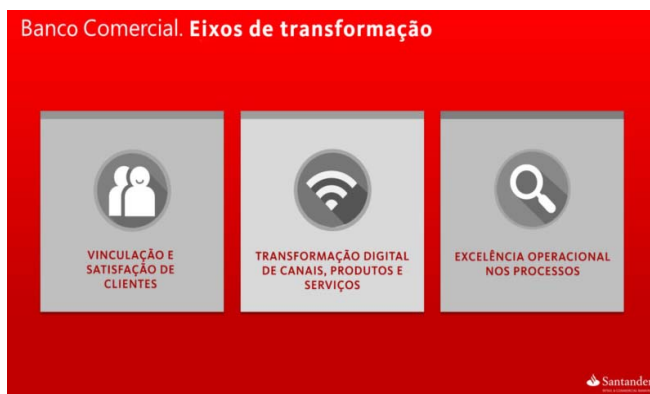 Banco Comercial. Eixos de transformação
VINCULAÇÃO E
SATISFAÇÃO DE
CLIENTES
TRANSFORMAÇÃO DIGITAL
DE CANAIS, PRODUTOS E
SERVIÇOS
EXCELÊNCIA OPERACIONAL
NOS PROCESSOS
Santander